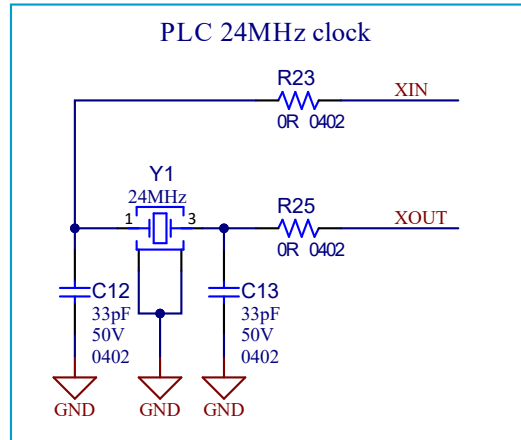 PLC 24MHz clock
R23
XIN
0R 0402
Y1
24MHz
R25
1
3
XOUT
0R 0402
C12
33pF
50V
0402
C13
33pF
50V
0402
GND
GND
GND